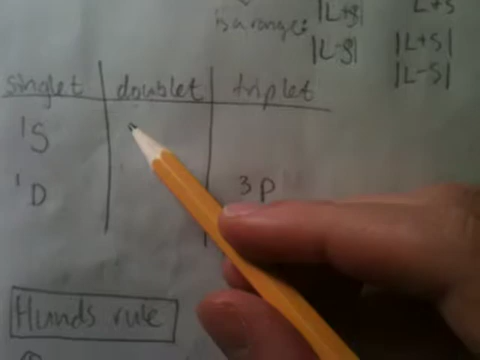 is a range: |L+S| L+S
|L-S| |L+S|
|L-S|
singlet doublet triplet
¹S
¹D ³P
Hunds rule